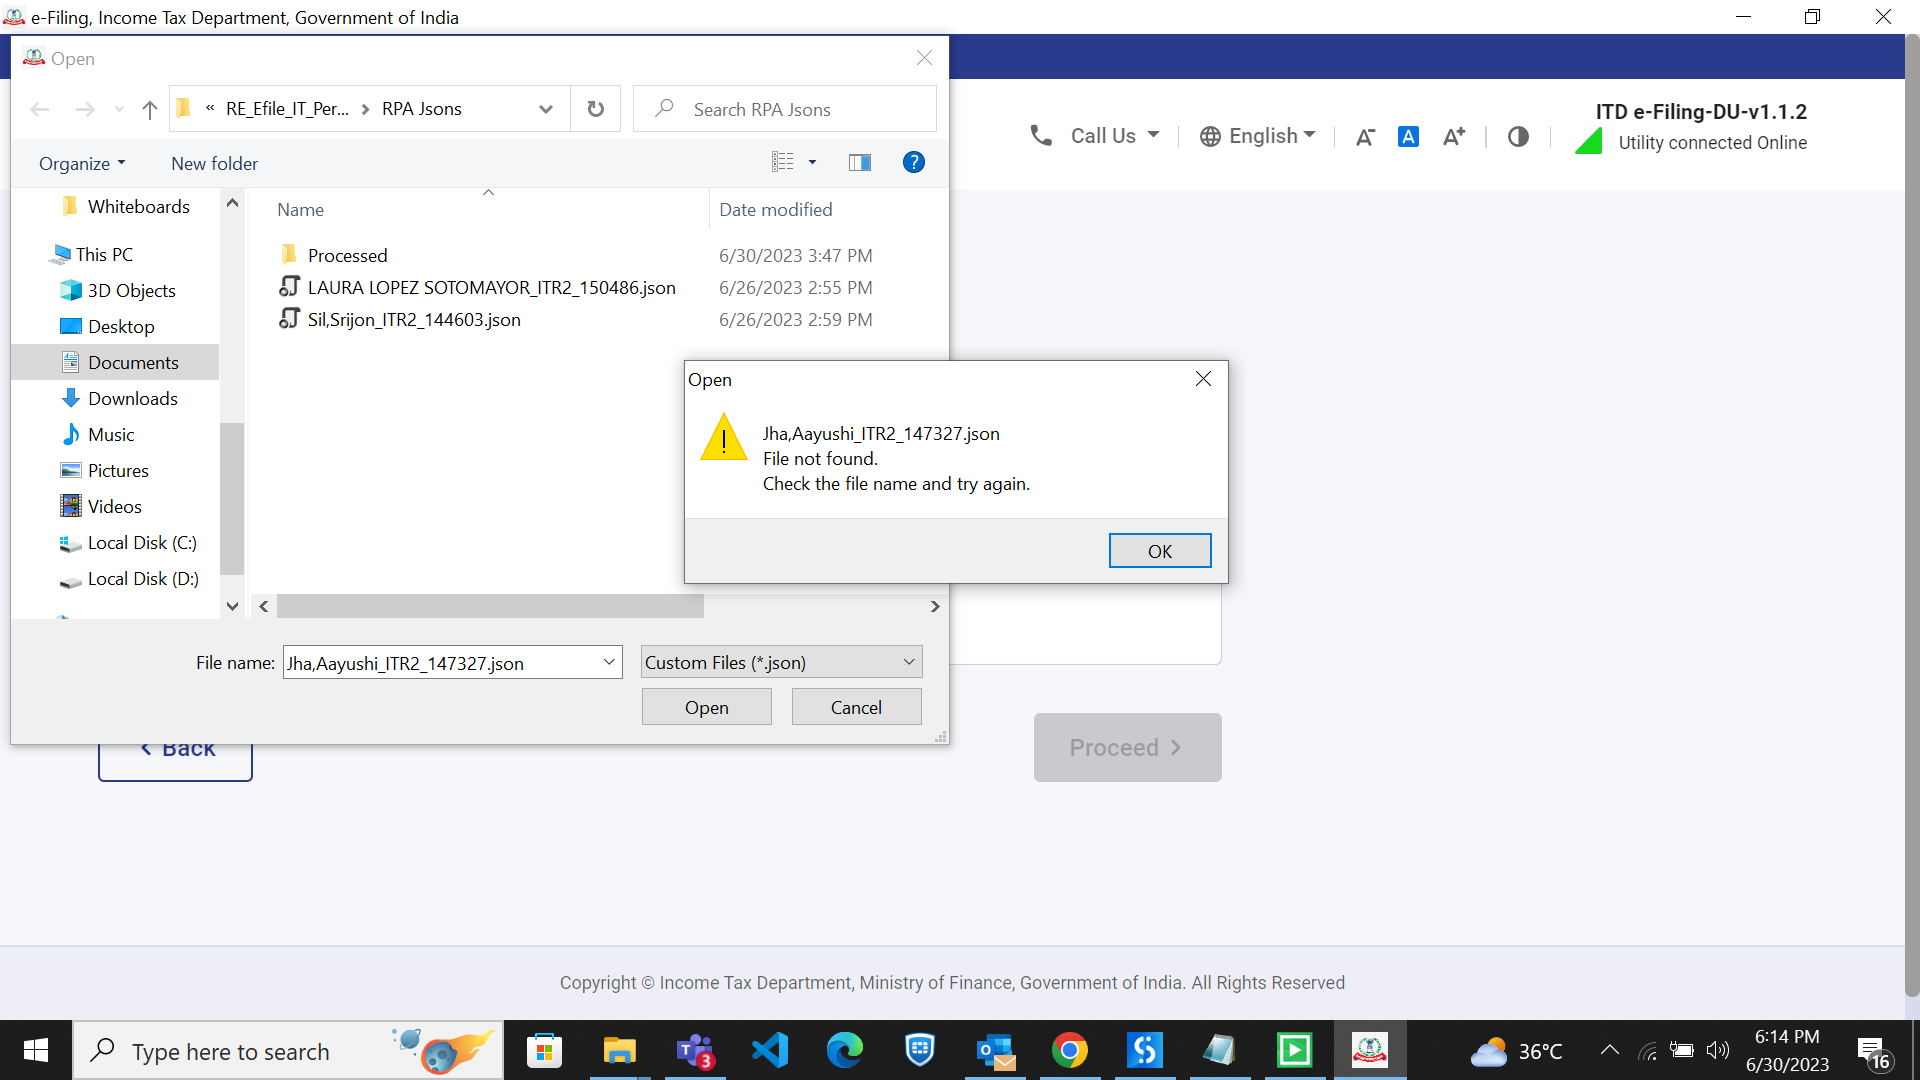 e-Filing, Income Tax Department, Government of India
Open
« RE_Efile_IT_Per... > RPA Jsons
Search RPA Jsons
Organize
New folder
Call Us
English
A-
A
A+
ITD e-Filing-DU-v1.1.2
Utility connected Online
Whiteboards
This PC
3D Objects
Desktop
Documents
Downloads
Music
Pictures
Videos
Local Disk (C:)
Local Disk (D:)
Name
Date modified
Processed
6/30/2023 3:47 PM
LAURA LOPEZ SOTOMAYOR_ITR2_150486.json
6/26/2023 2:55 PM
Sil,Srijon_ITR2_144603.json
6/26/2023 2:59 PM
Open
Jha,Aayushi_ITR2_147327.json
File not found.
Check the file name and try again.
OK
File name:
Jha,Aayushi_ITR2_147327.json
Custom Files (*.json)
Open
Cancel
< Back
Proceed >
Copyright © Income Tax Department, Ministry of Finance, Government of India. All Rights Reserved
Type here to search
3
36°C
6:14 PM
6/30/2023
16